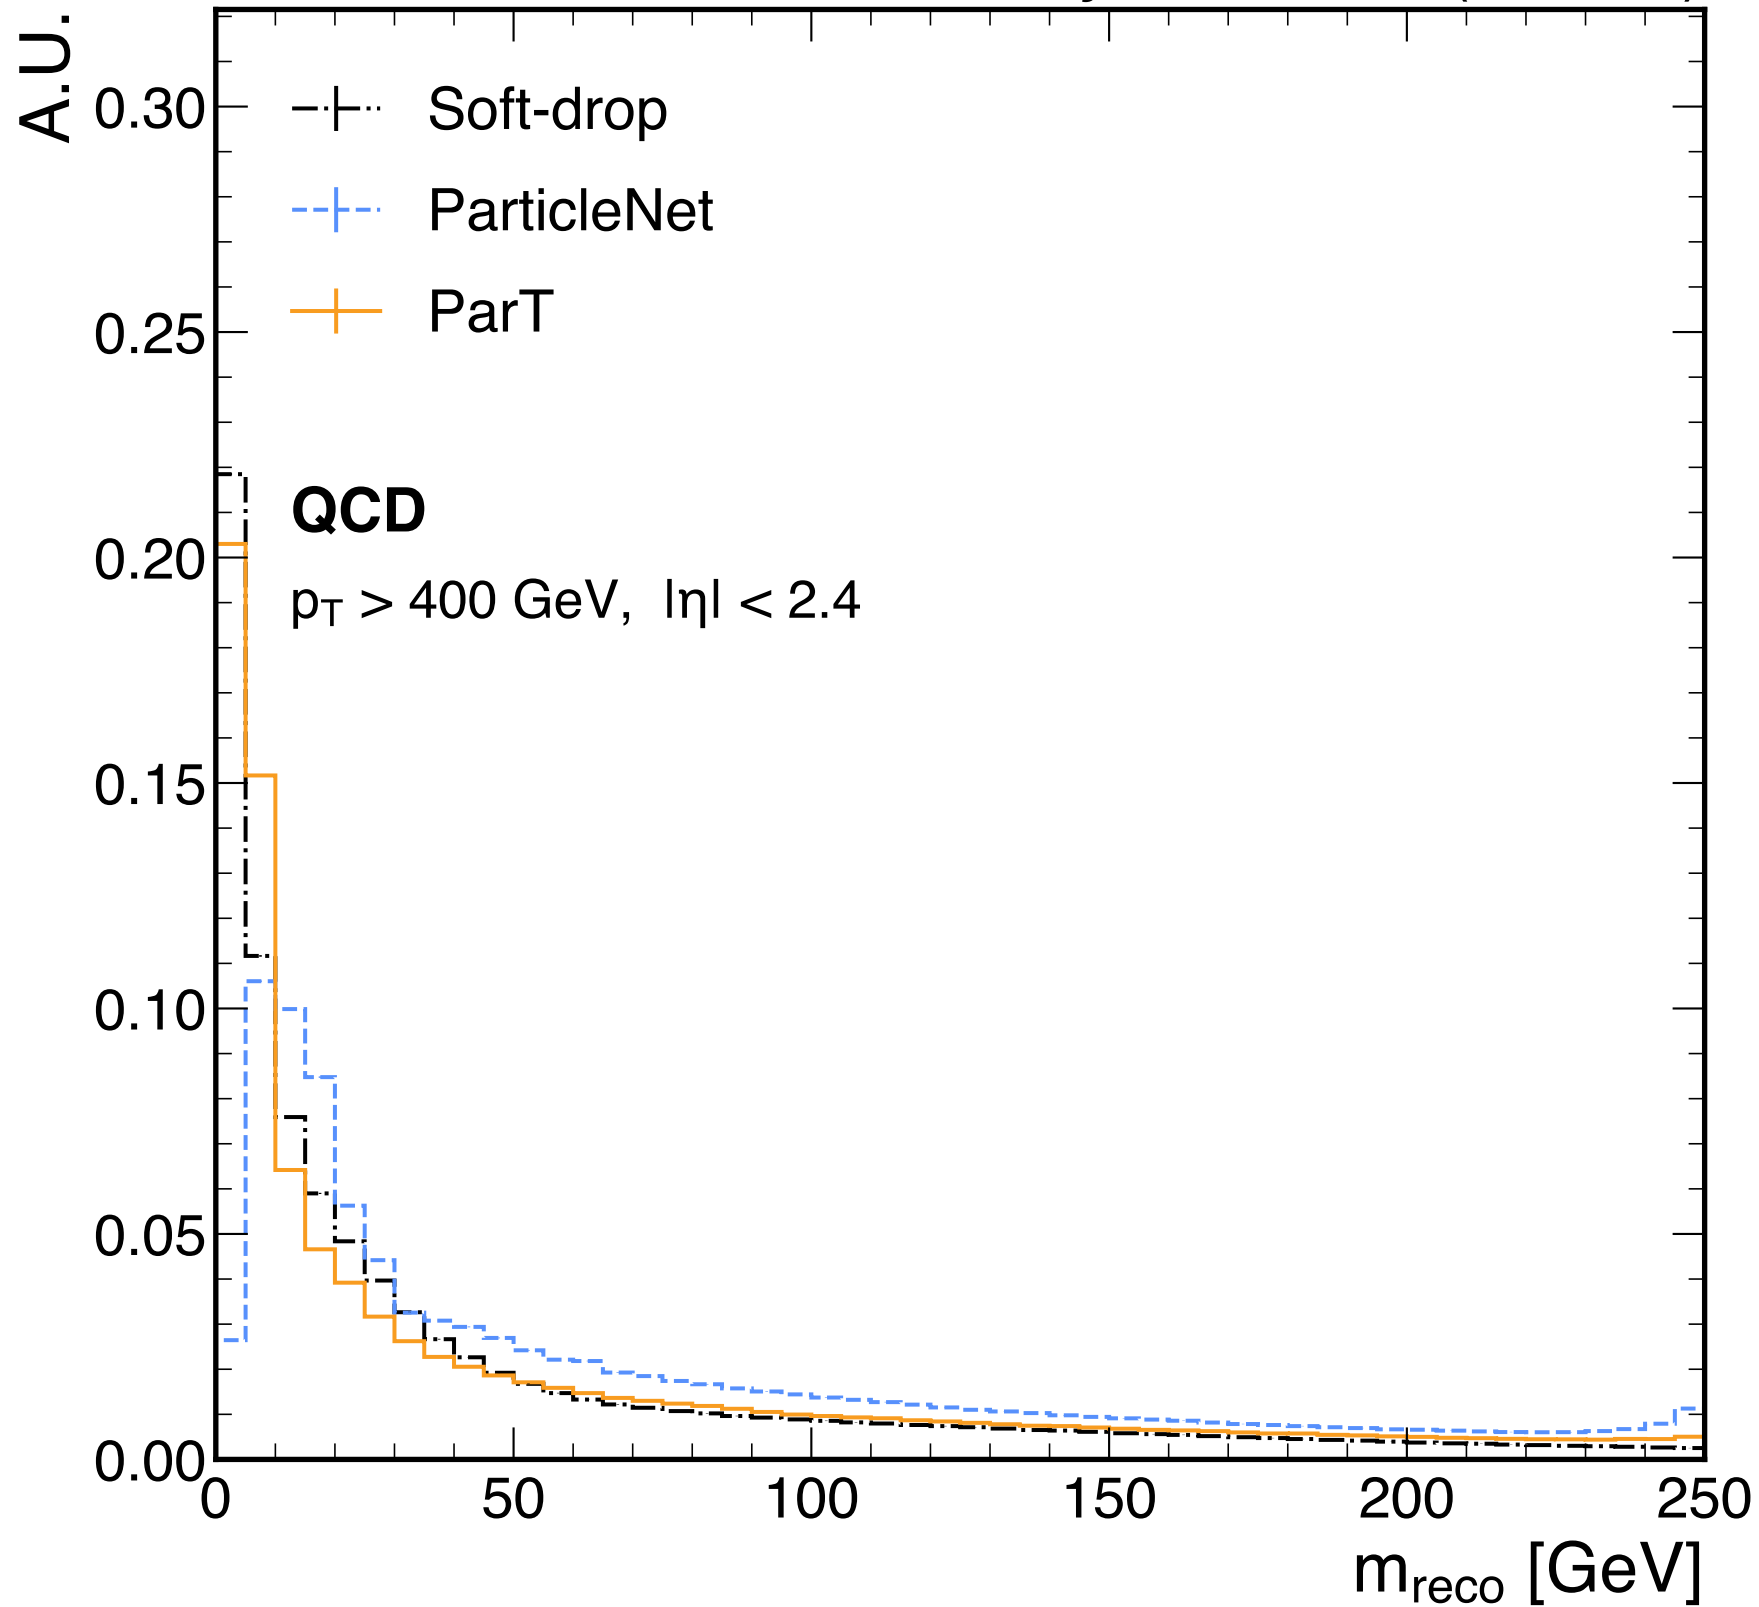 A.U.
0.30
0.25
0.20
0.15
0.10
0.05
0.00
Soft-drop
ParticleNet
ParT
QCD
pT > 400 GeV, |η| < 2.4
0 50 100 150 200 250
mreco [GeV]